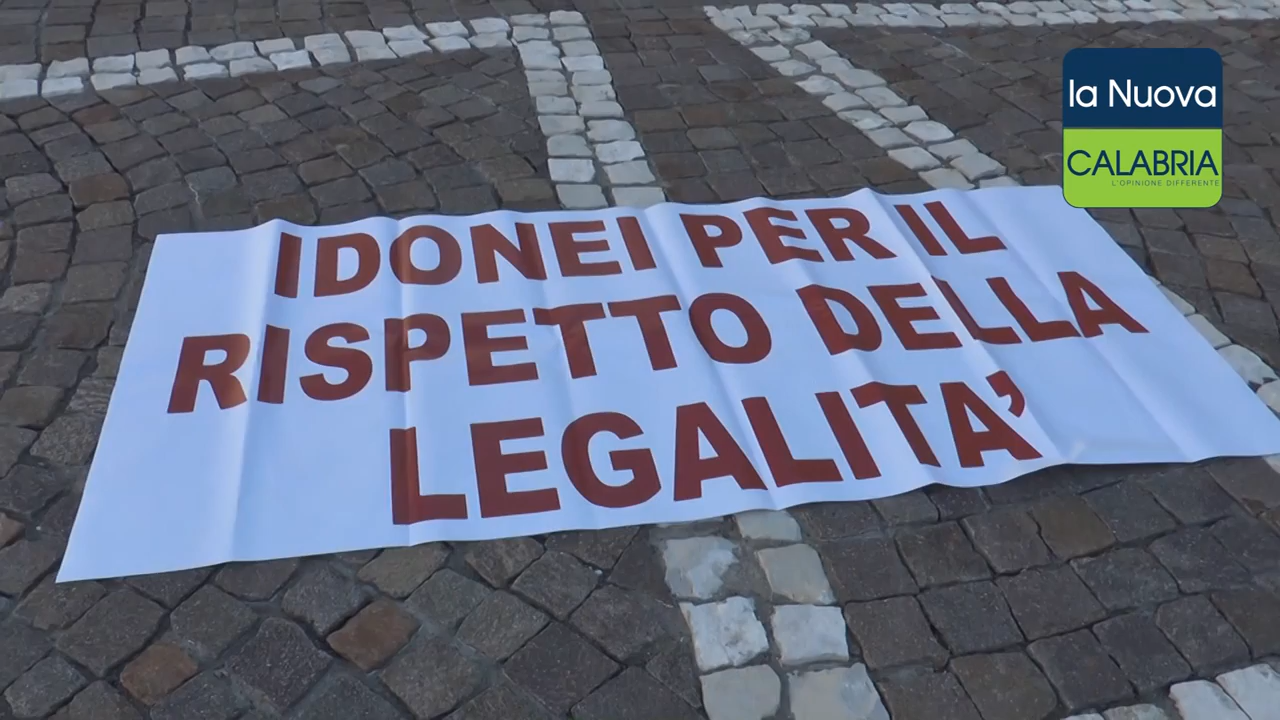 la Nuova
CALABRIA
L'OPINIONE DIFFERENTE
IDONEI PER IL
RISPETTO DELLA
LEGALITA'